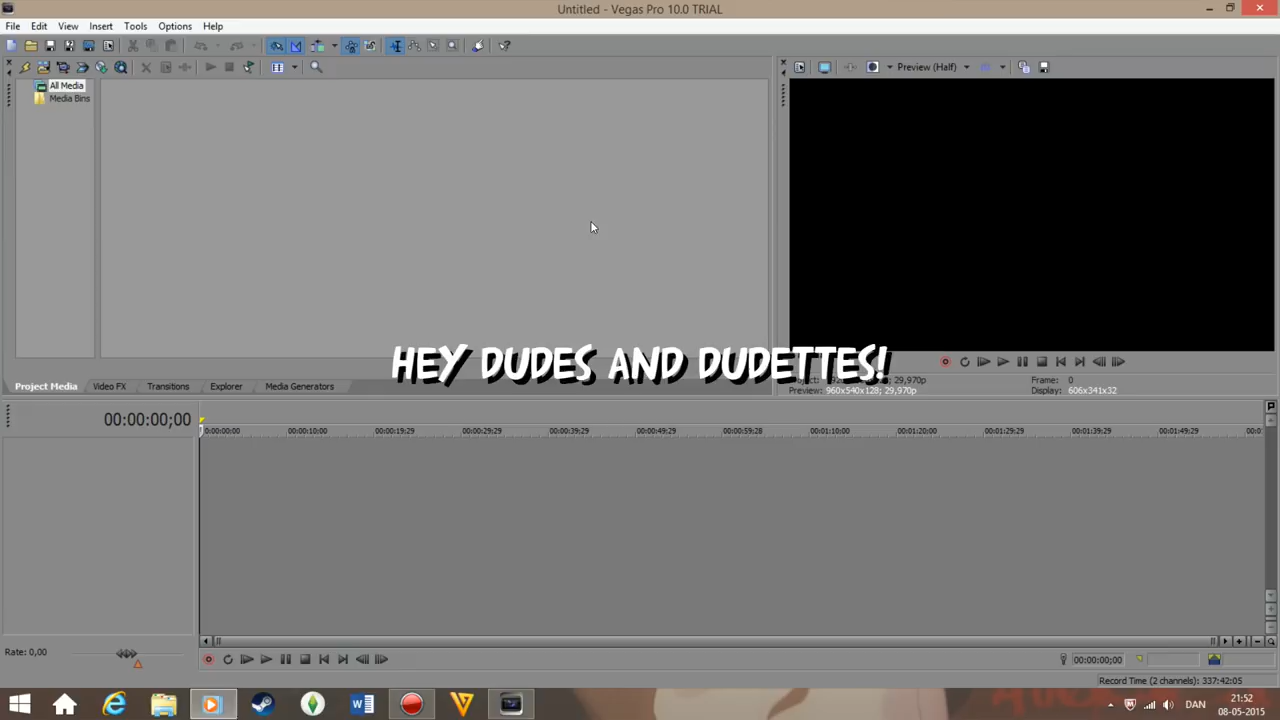 Untitled - Vegas Pro 10.0 TRIAL
File Edit View Insert Tools Options Help
Preview (Half)
All Media
Media Bins
HEY DUDES AND DUDETTES!
29,970p Frame: 0
Preview: 960x540x128; 29,970p Display: 606x341x32
Project Media Video FX Transitions Explorer Media Generators
00:00:00;00
0:00:00:00 00:00:10;00 00:00:19;29 00:00:29;29 00:00:39;29 00:00:49;29 00:00:59;28 00:01:10;00 00:01:20;00 00:01:29;29 00:01:39;29 00:01:49;29
Rate: 0,00
00:00:00;00
Record Time (2 channels): 337:42:05
DAN
21:52
08-05-2015